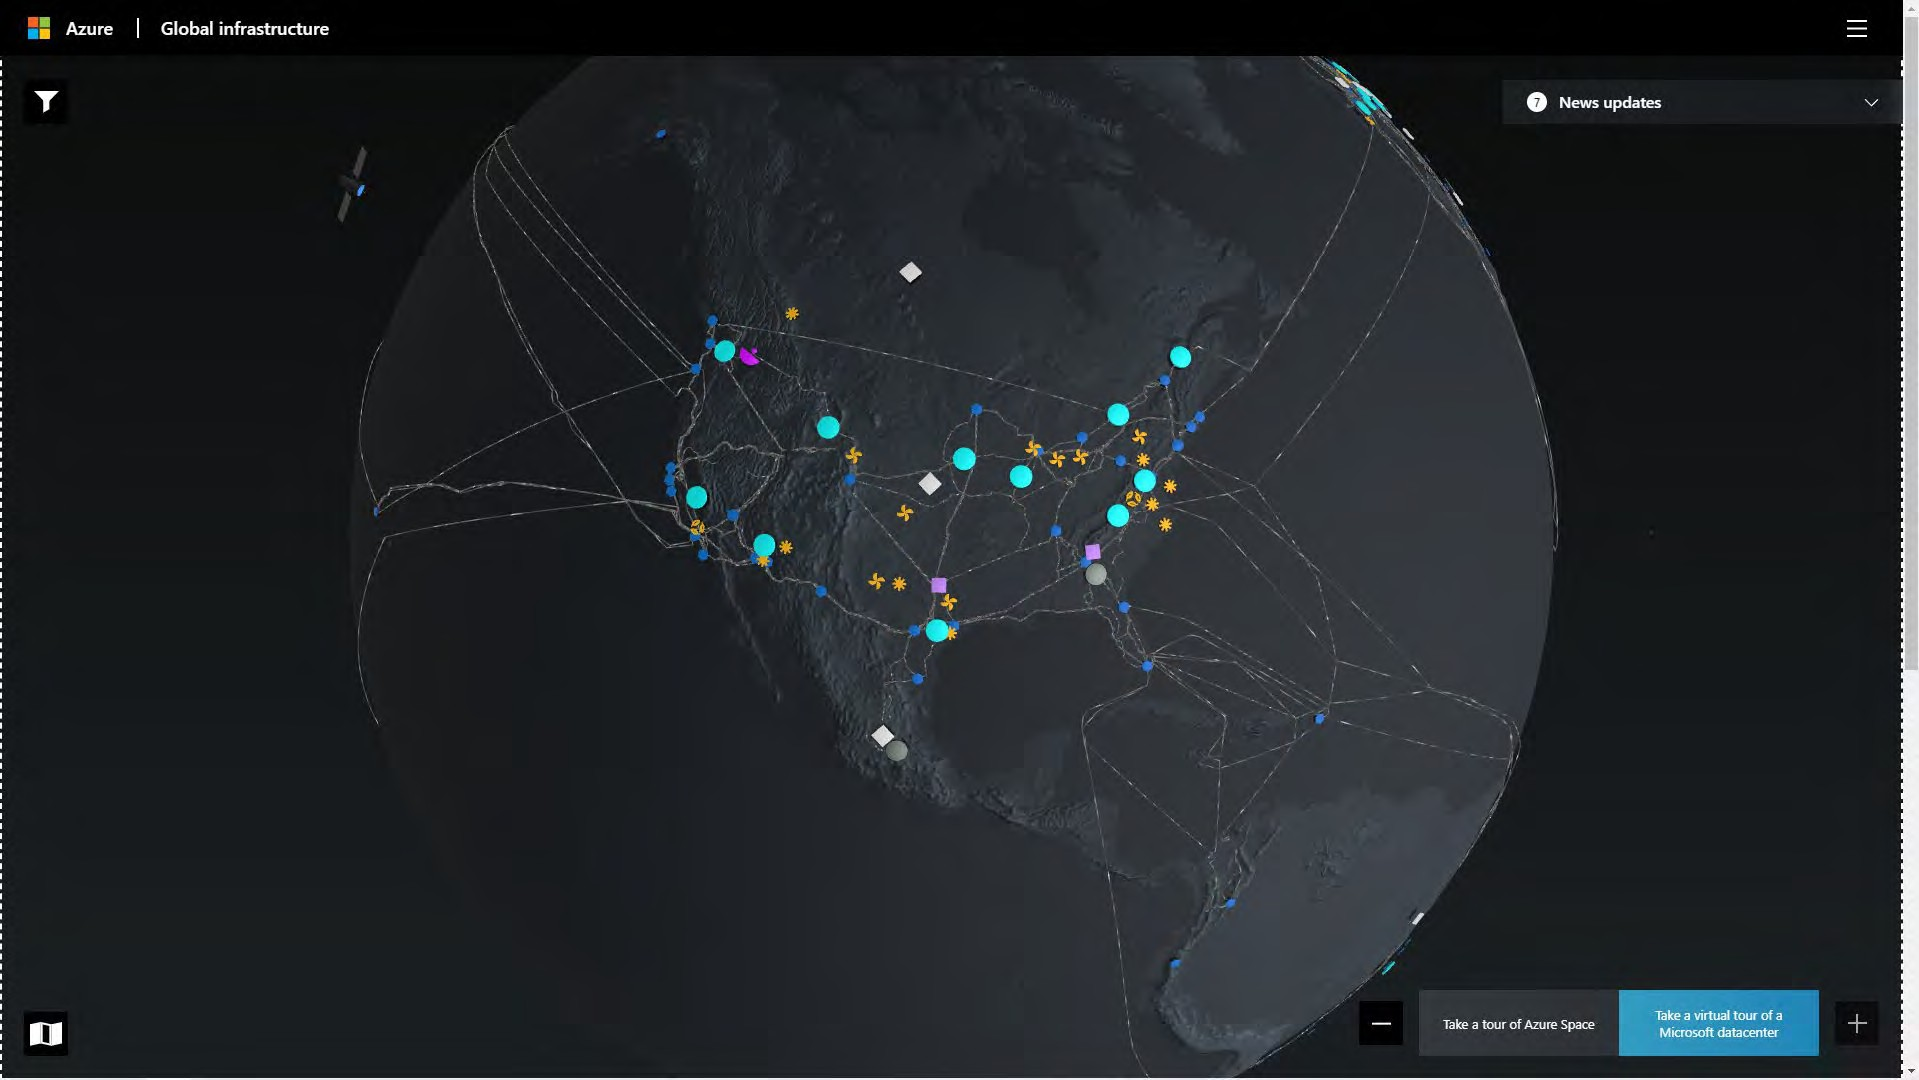 Azure
Global infrastructure
7
News updates
Take a tour of Azure Space
Take a virtual tour of a
Microsoft datacenter